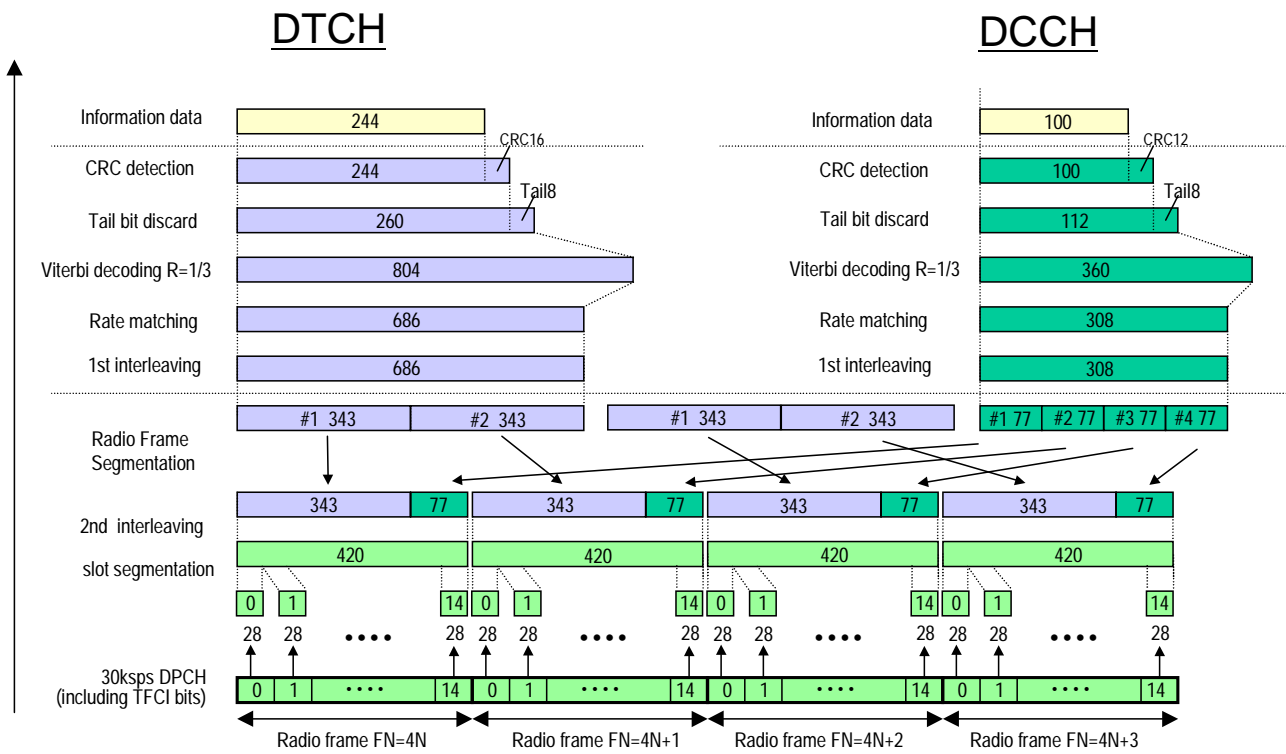 DTCH DCCH
Information data 244 Information data 100
CRC16 CRC12
CRC detection 244 CRC detection 100
Tail8 Tail8
Tail bit discard 260 Tail bit discard 112
Viterbi decoding R=1/3 804 Viterbi decoding R=1/3 360
Rate matching 686 Rate matching 308
1st interleaving 686 1st interleaving 308
#1 343 #2 343 #1 343 #2 343 #1 77 #2 77 #3 77 #4 77
Radio Frame
Segmentation
343 77 343 77 343 77 343 77
2nd interleaving
420 420 420 420
slot segmentation
0 1 14 0 1 14 0 1 14 0 1 14
28 28 •••• 28 28 28 •••• 28 28 28 •••• 28 28 28 •••• 28
30ksps DPCH
(including TFCI bits)
0 1 •••• 14 0 1 •••• 14 0 1 •••• 14 0 1 •••• 14
Radio frame FN=4N Radio frame FN=4N+1 Radio frame FN=4N+2 Radio frame FN=4N+3